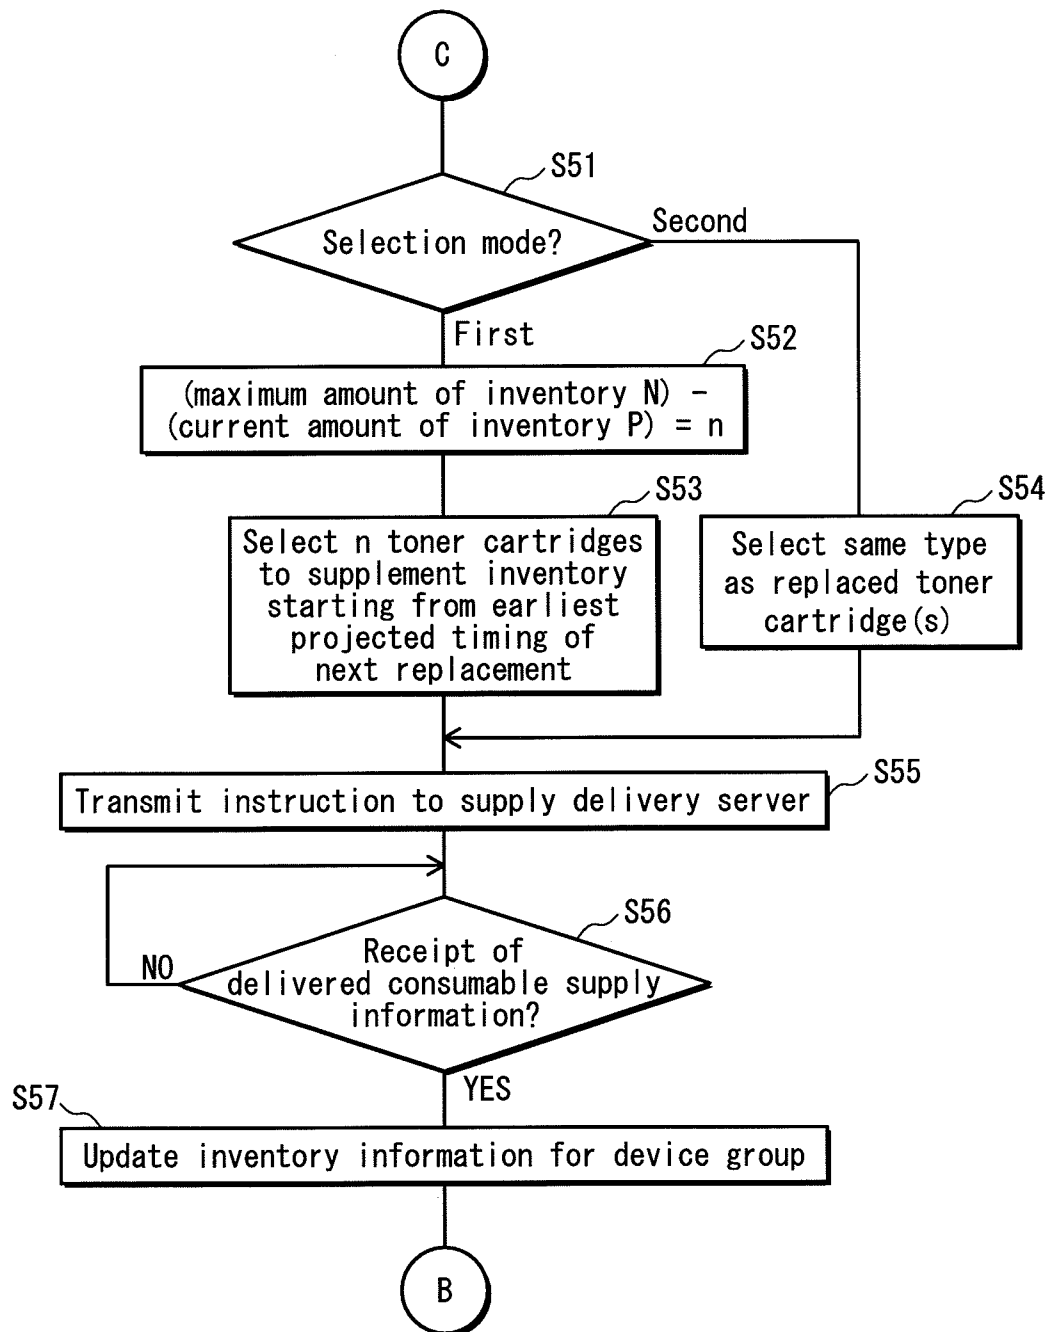 C
S51
Selection mode?
Second
First
S52
(maximum amount of inventory N) -
(current amount of inventory P) = n
S53
Select n toner cartridges
to supplement inventory
starting from earliest
projected timing of
next replacement
S54
Select same type
as replaced toner
cartridge(s)
S55
Transmit instruction to supply delivery server
S56
Receipt of
delivered consumable supply
information?
NO
YES
S57
Update inventory information for device group
B